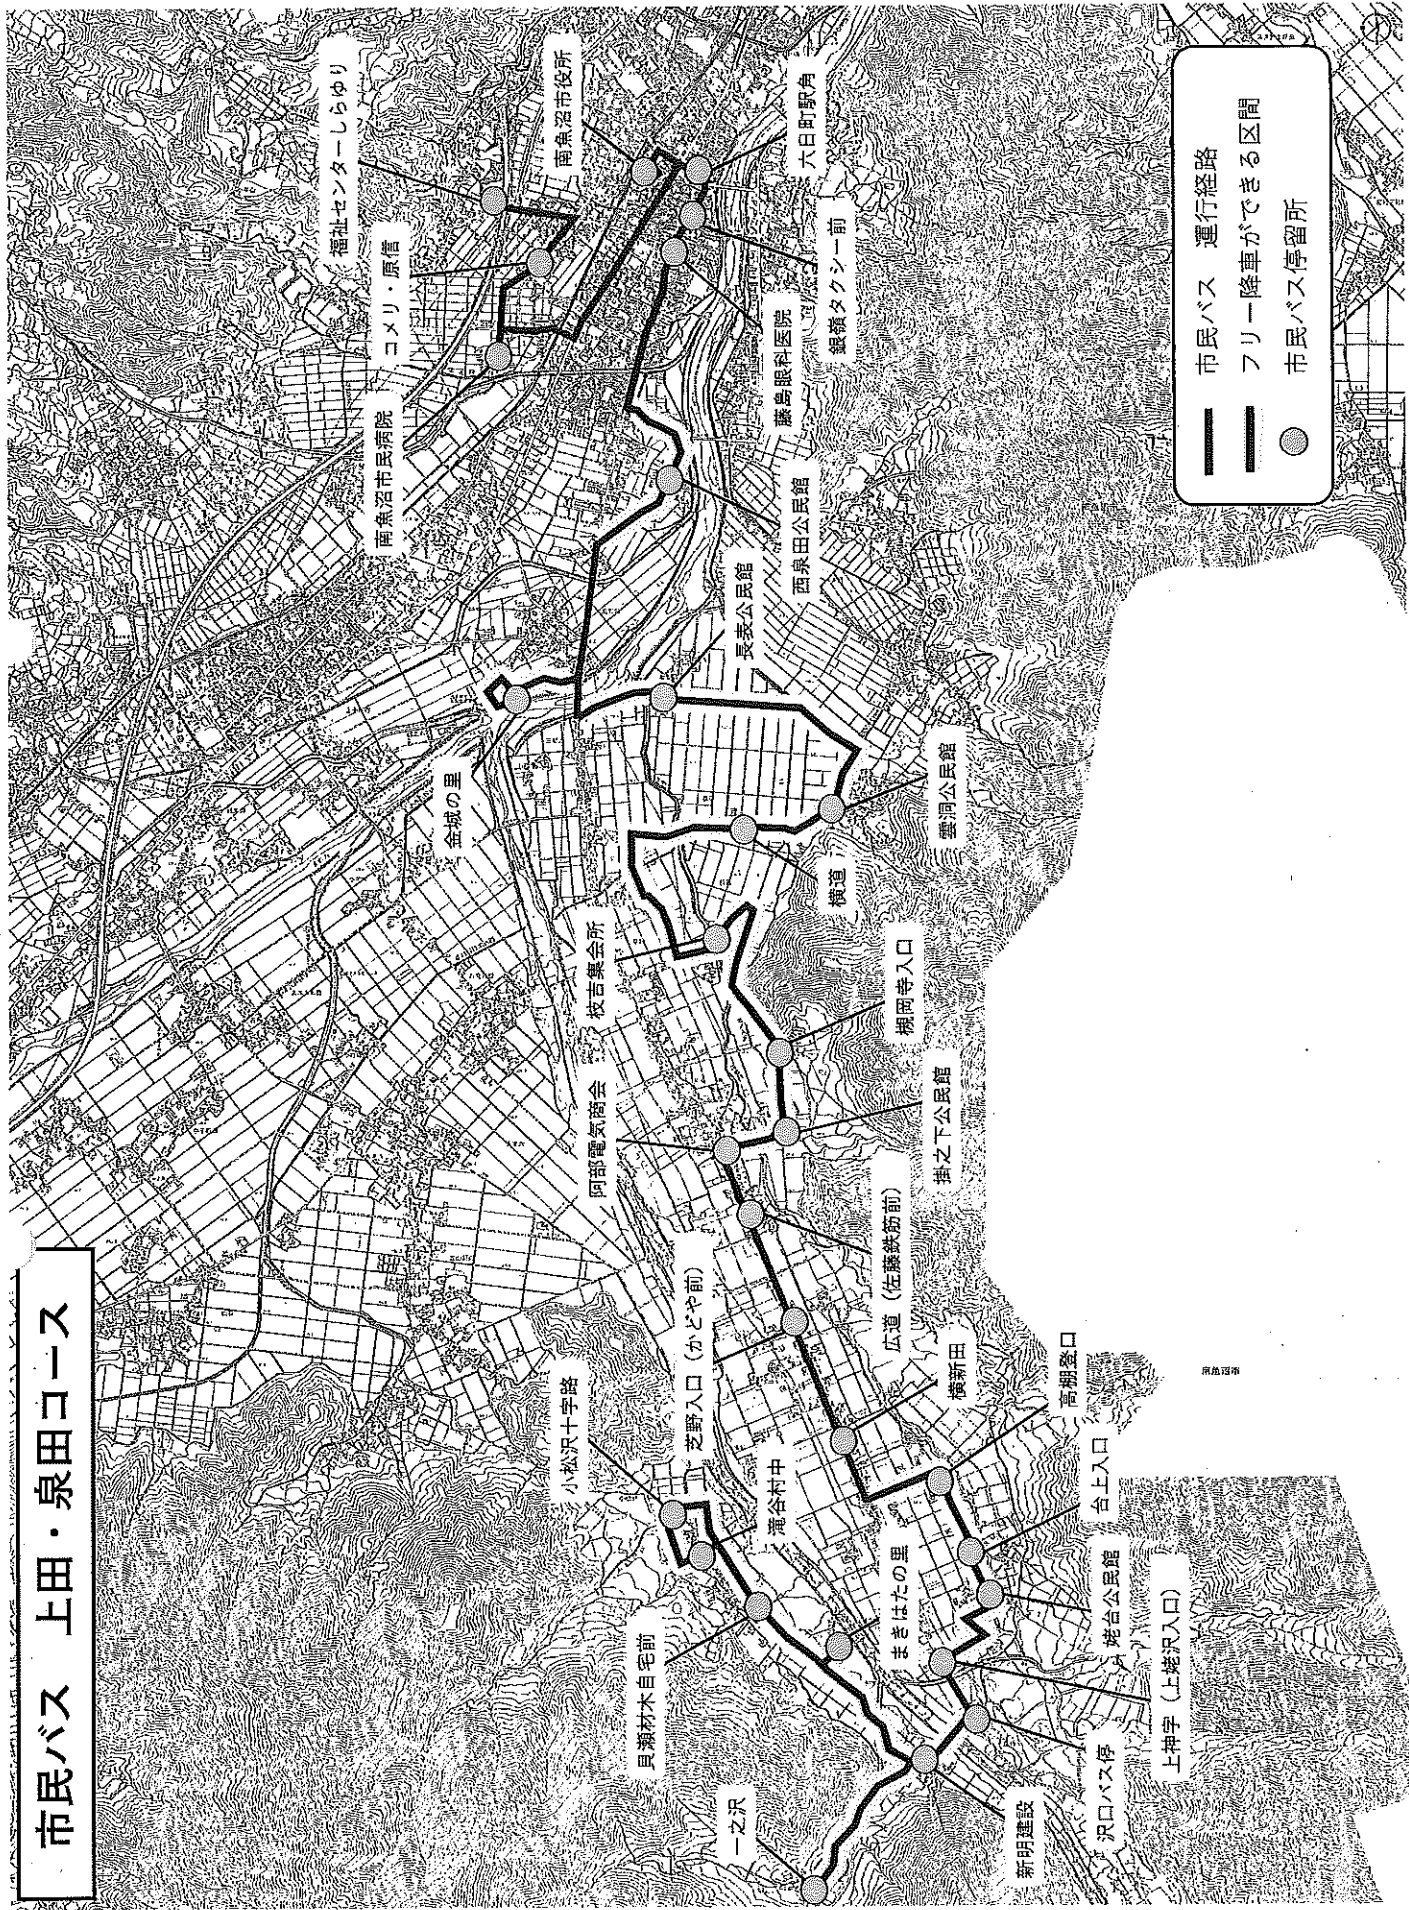 市民バス 上田・泉田コース
福祉センターしらゆり
南魚沼市役所
コメリ・原信
六日町駅角
南魚沼市民病院
銀嶺タクシー前
藤島眼科医院
西泉田公民館
長表公民館
金城の里
雲洞公民館
横道
枝吉集会所
樾岡寺入口
阿部電気商会
掛之下公民館
広道(佐藤鉄筋前)
芝野入口(かどや前)
横新田
小松沢十字路
高棚登口
滝谷村中
台上入口
まきはたの里
姥台公民館
貝瀬材木自宅前
上神字(上姥沢入口)
沢口バス停
一之沢
新明建設
市民バス 運行経路
フリー降車ができる区間
市民バス停留所
南魚沼市